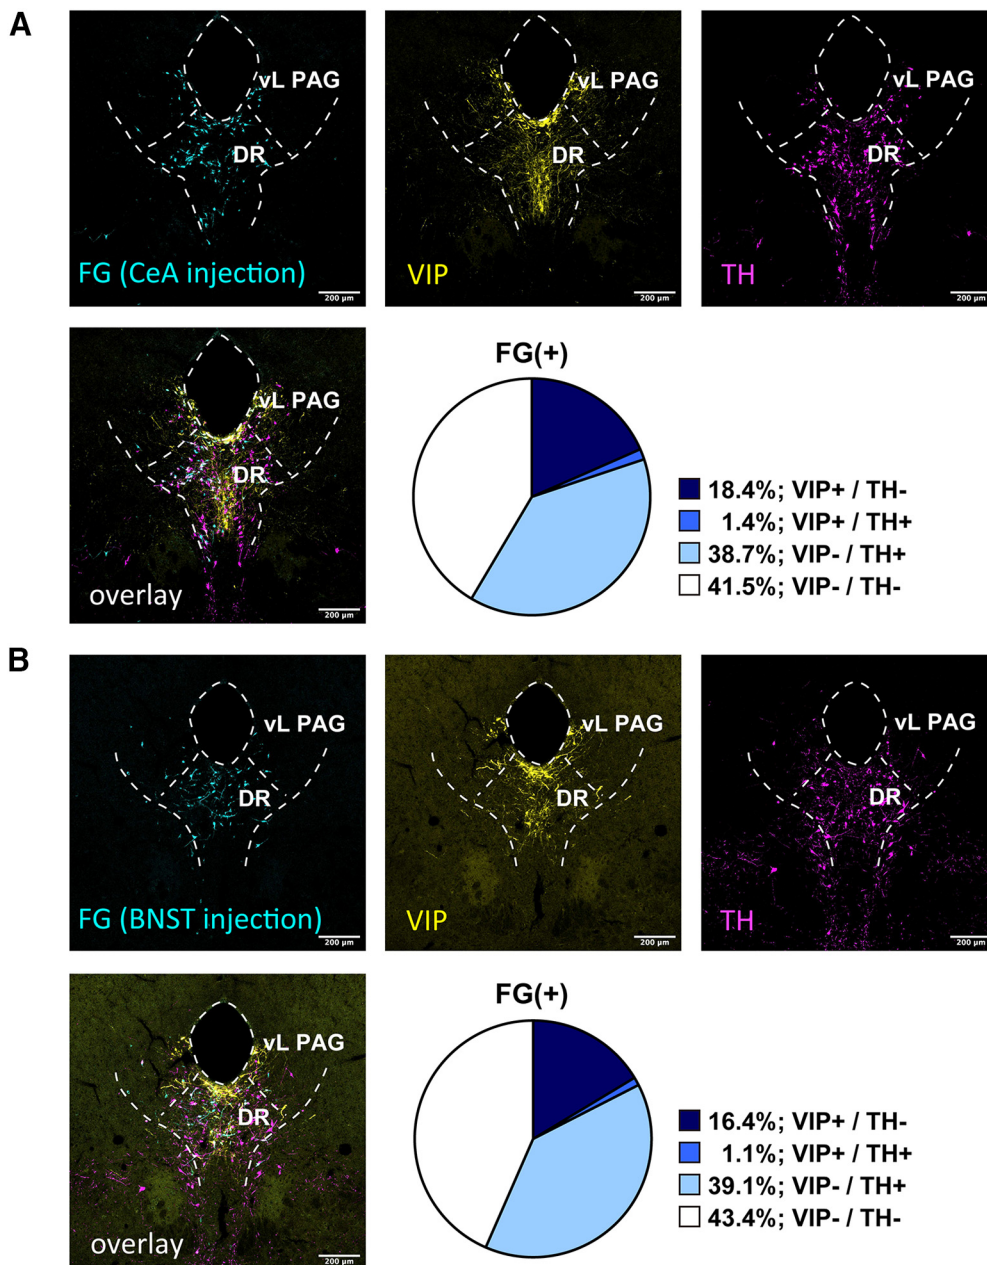 A
vL PAG
DR
FG (CeA injection)
200 µm
vL PAG
DR
VIP
200 µm
vL PAG
DR
TH
200 µm
vL PAG
DR
overlay
200 µm
FG(+)
18.4%; VIP+ / TH-
1.4%; VIP+ / TH+
38.7%; VIP- / TH+
41.5%; VIP- / TH-
B
vL PAG
DR
FG (BNST injection)
200 µm
vL PAG
DR
VIP
200 µm
vL PAG
DR
TH
200 µm
vL PAG
DR
overlay
200 µm
FG(+)
16.4%; VIP+ / TH-
1.1%; VIP+ / TH+
39.1%; VIP- / TH+
43.4%; VIP- / TH-